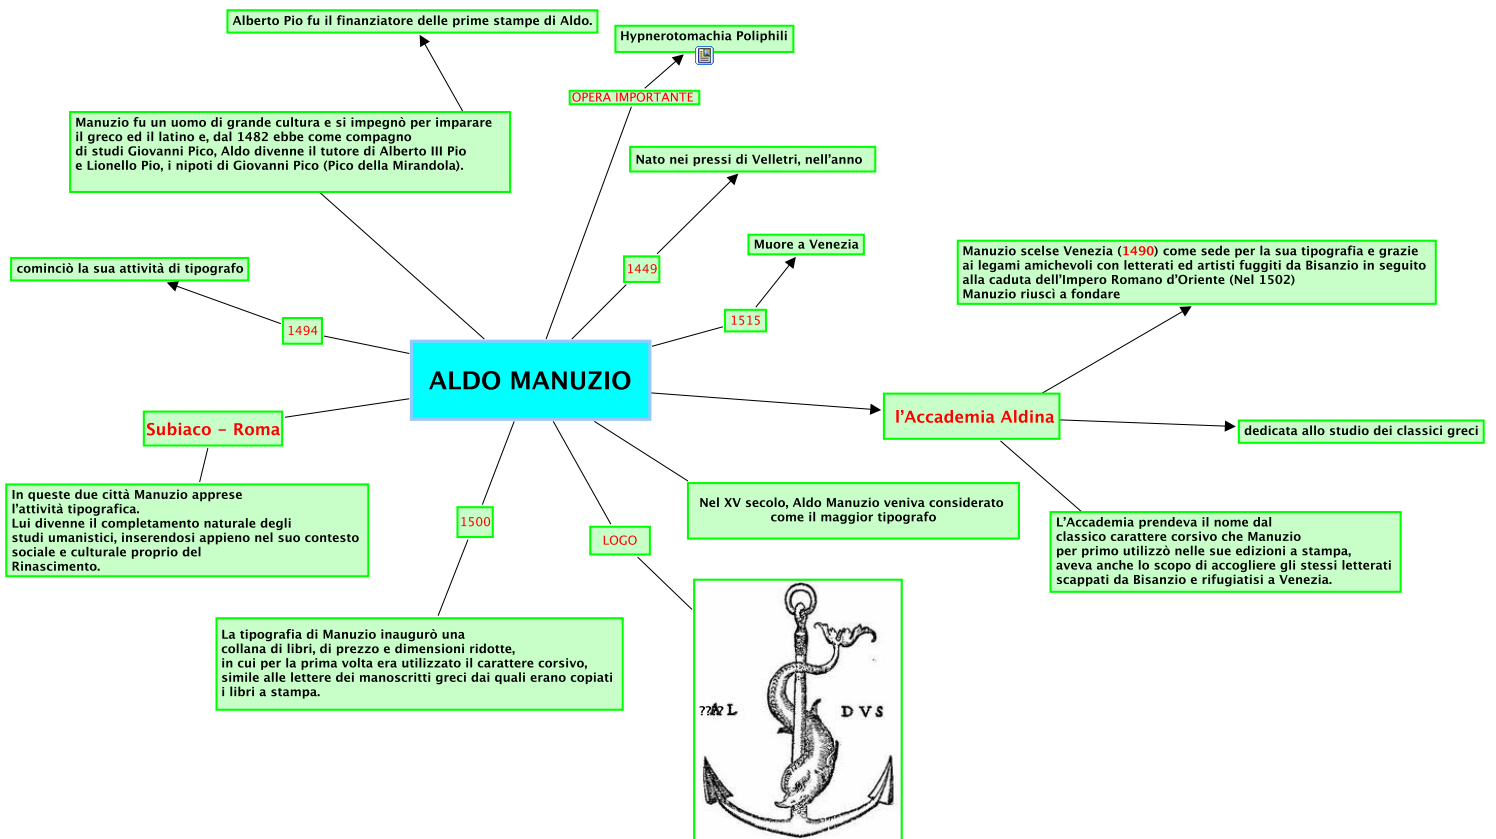 Alberto Pio fu il finanziatore delle prime stampe di Aldo.
Hypnerotomachia Poliphili
OPERA IMPORTANTE
Manuzio fu un uomo di grande cultura e si impegnò per imparare
il greco ed il latino e, dal 1482 ebbe come compagno
di studi Giovanni Pico, Aldo divenne il tutore di Alberto III Pio
e Lionello Pio, i nipoti di Giovanni Pico (Pico della Mirandola).
Nato nei pressi di Velletri, nell'anno
1449
Muore a Venezia
1515
cominciò la sua attività di tipografo
1494
ALDO MANUZIO
Manuzio scelse Venezia (1490) come sede per la sua tipografia e grazie
ai legami amichevoli con letterati ed artisti fuggiti da Bisanzio in seguito
alla caduta dell'Impero Romano d'Oriente (Nel 1502)
Manuzio riuscì a fondare
l'Accademia Aldina
dedicata allo studio dei classici greci
L'Accademia prendeva il nome dal
classico carattere corsivo che Manuzio
per primo utilizzò nelle sue edizioni a stampa,
aveva anche lo scopo di accogliere gli stessi letterati
scappati da Bisanzio e rifugiatisi a Venezia.
Subiaco - Roma
In queste due città Manuzio apprese
l'attività tipografica.
Lui divenne il completamento naturale degli
studi umanistici, inserendosi appieno nel suo contesto
sociale e culturale proprio del
Rinascimento.
1500
La tipografia di Manuzio inaugurò una
collana di libri, di prezzo e dimensioni ridotte,
in cui per la prima volta era utilizzato il carattere corsivo,
simile alle lettere dei manoscritti greci dai quali erano copiati
i libri a stampa.
Nel XV secolo, Aldo Manuzio veniva considerato
come il maggior tipografo
LOGO
????
AL DVS